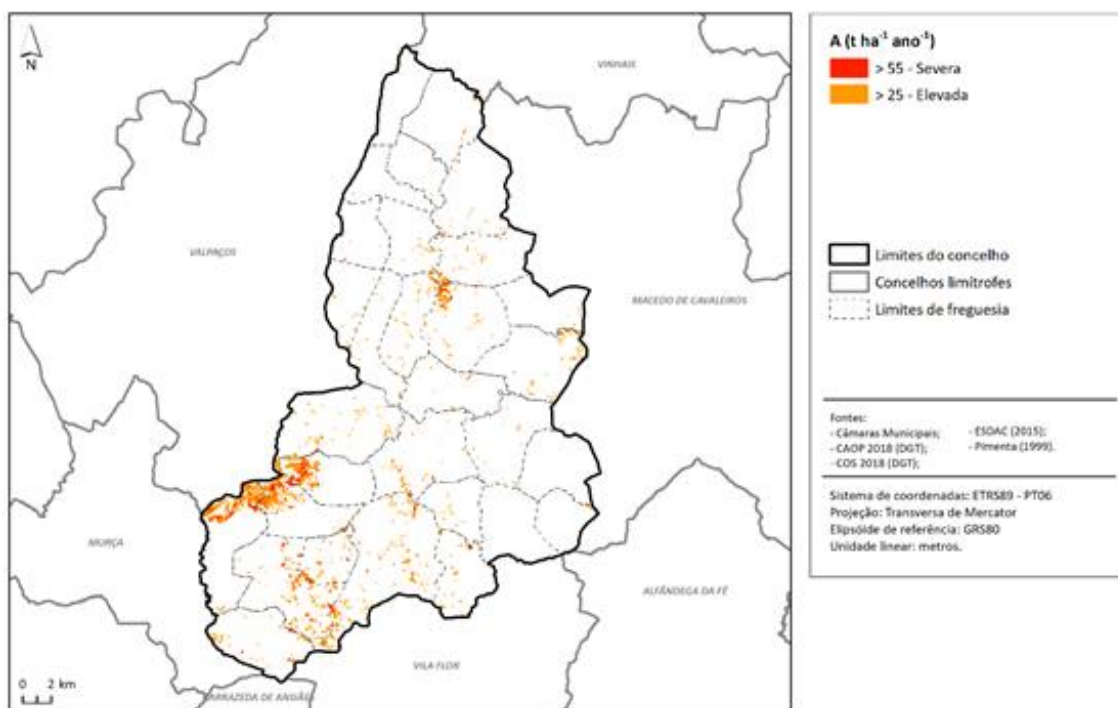 N
VINHAIS
VALPAÇOS
MACEDO DE CAVALEIROS
MURÇA
ALFÂNDEGA DA FÉ
VILA FLOR
CARRAZEDA DE ANSIÃES
0 2 km
A (t ha⁻¹ ano⁻¹)
> 55 - Severa
> 25 - Elevada
Limites do concelho
Concelhos limítrofes
Limites de freguesia
Fontes:
- Câmaras Municipais;
- CAOP 2018 (DGT);
- COS 2018 (DGT);
- ESDAC (2015);
- Pimenta (1999).
Sistema de coordenadas: ETRS89 - PT06
Projeção: Transversa de Mercator
Elipsóide de referência: GRS80
Unidade linear: metros.